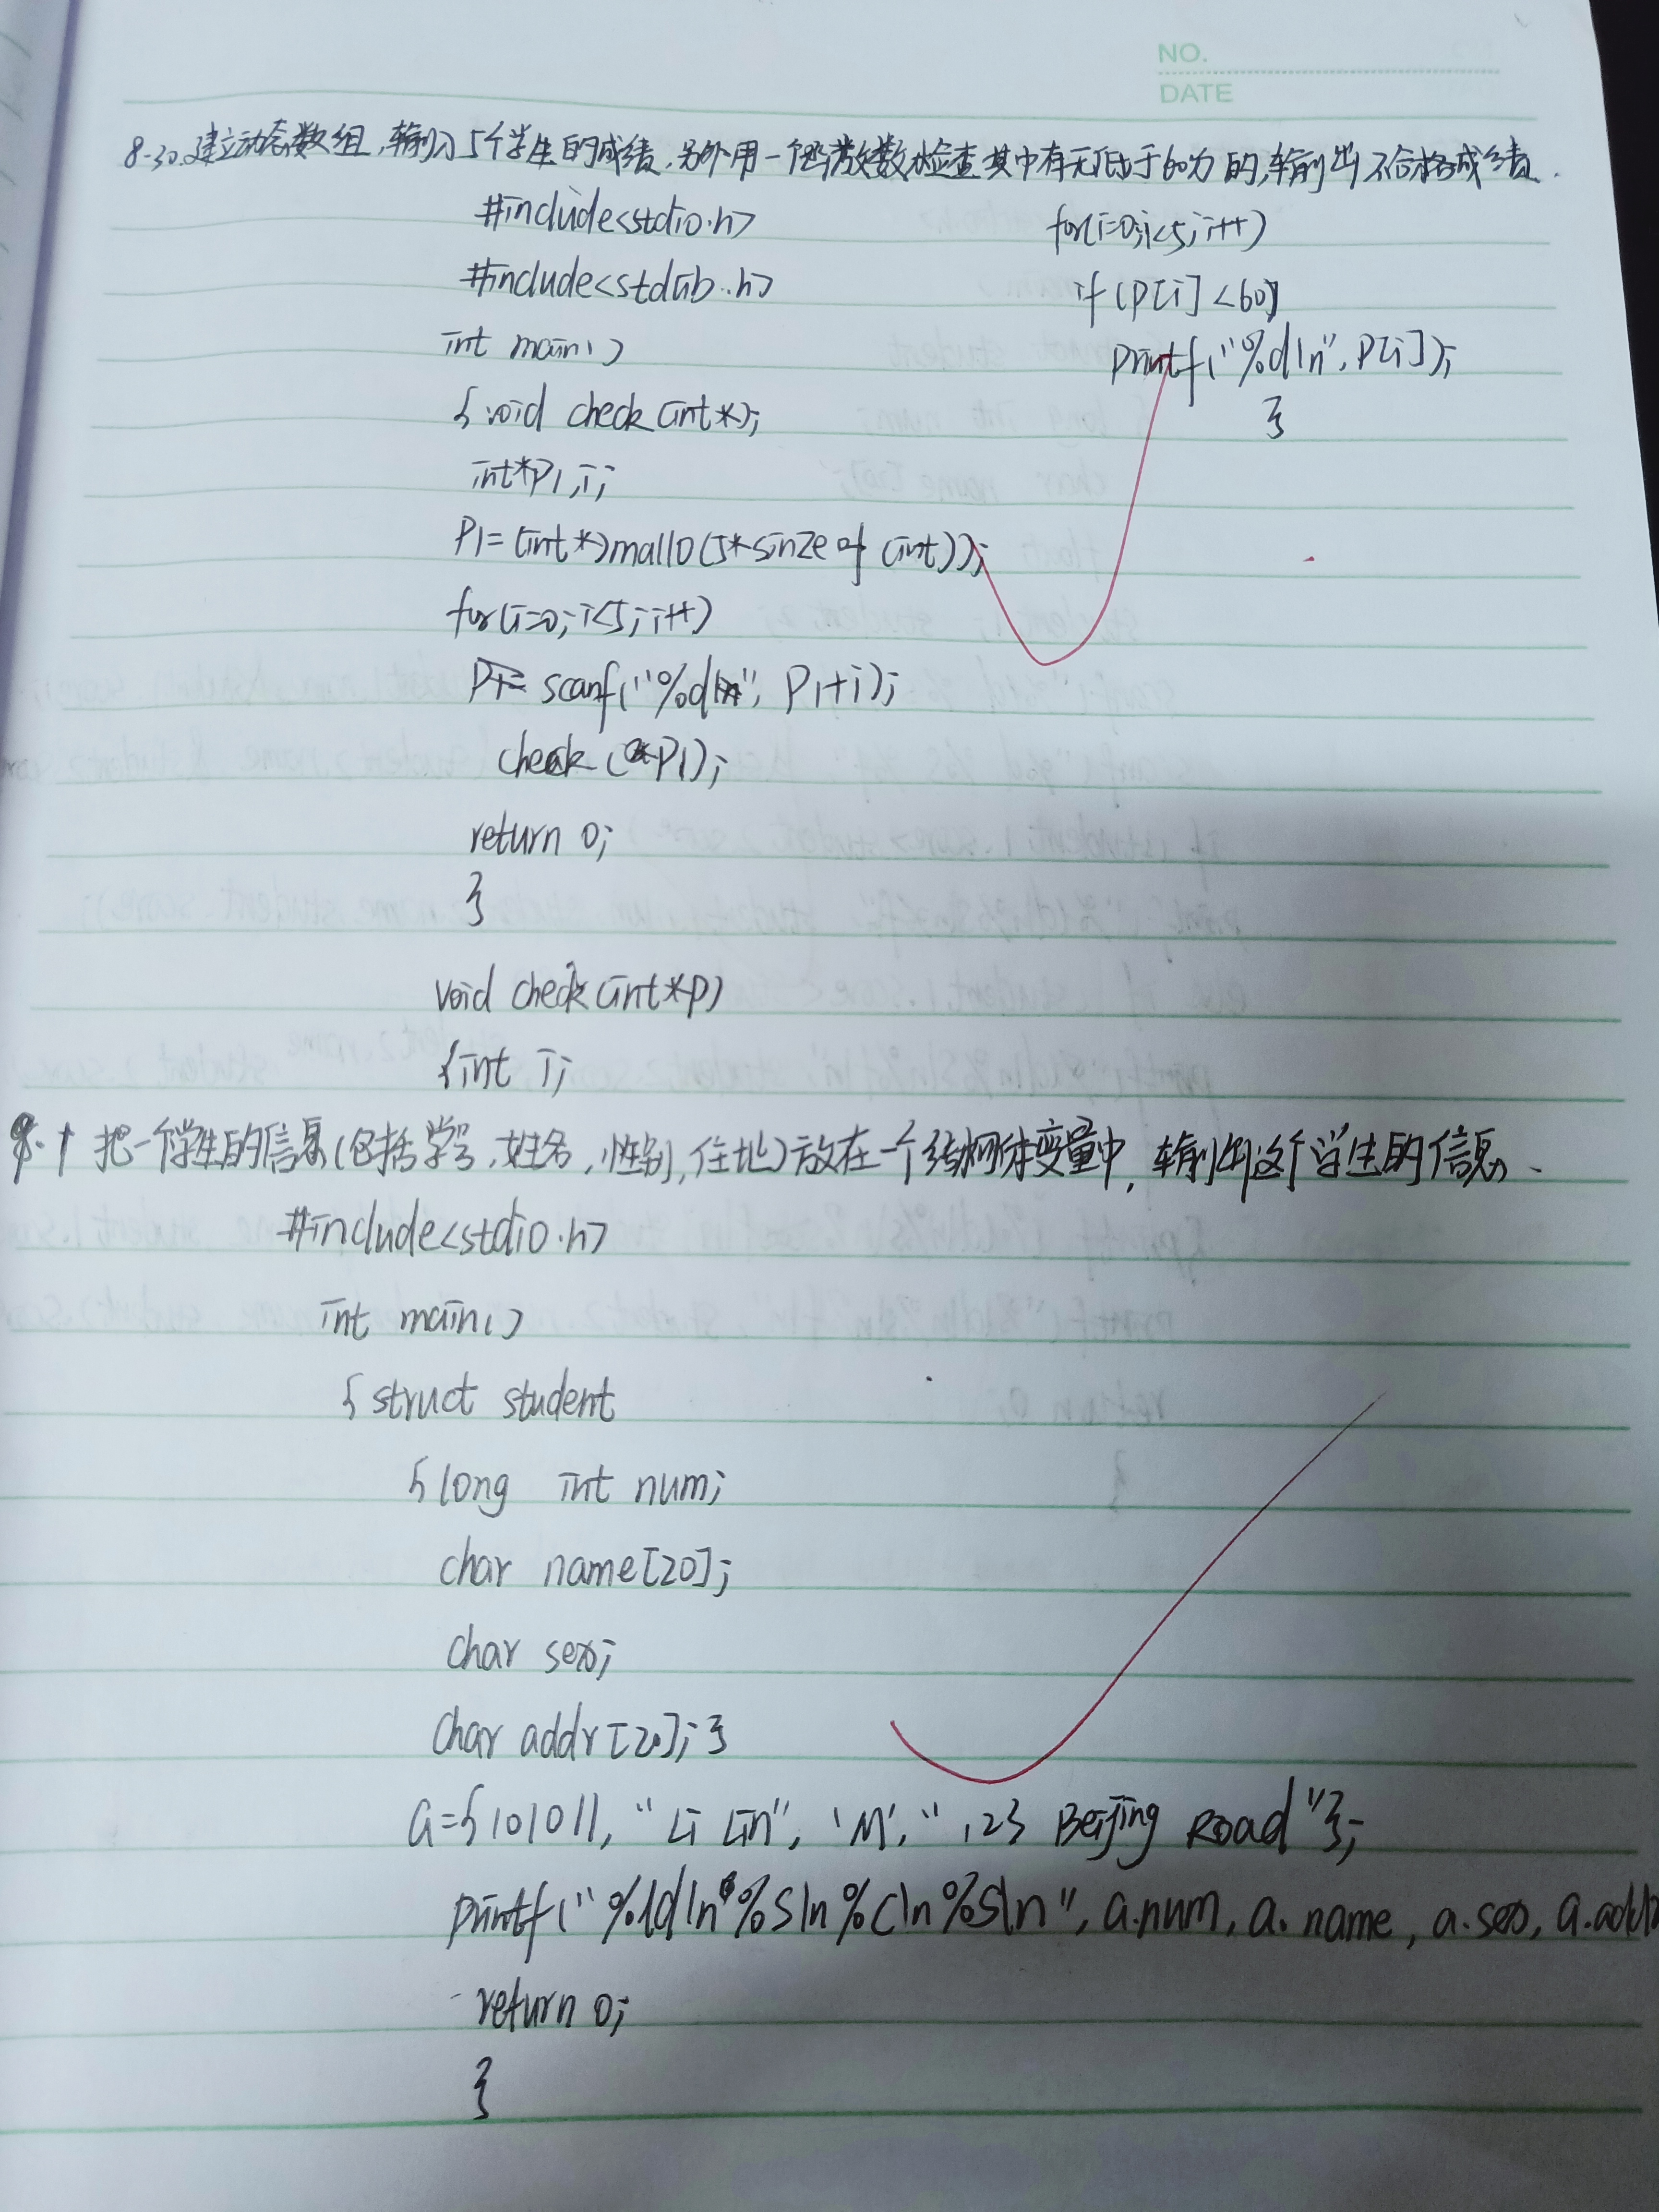 NO.
DATE
8-30.建立动态数组,输入5个学生的成绩,另外用一个函数检查其中有无低于60分的,输出不合格成绩.
#include<stdio.h>
#include<stdlib.h>
int main()
{void check(int*);
int*p1,i;
P1=(int*)mallo(5*sinzeof(int));
for(i=0;i<5;i++)
scanf("%d", P1+i);
check(P1);
return 0;
}
void check(int*p)
{int i;
for(i=0;i<5;i++)
if(P[i]<60)
printf("%d\n",P[i]);
}
9.1 把一个学生的信息(包括学号,姓名,性别,住地)放在一个结构体变量中,输出这个学生的信息、
#include<stdio.h>
int main()
{struct student
{long int num;
char name[20];
char sex;
char addr[20];}
a={10101, "Li Lin", 'M', "123 Beijing Road"};
printf("%ld\n%s\n%c\n%s\n", a.num, a.name, a.sex, a.addr
return 0;
}